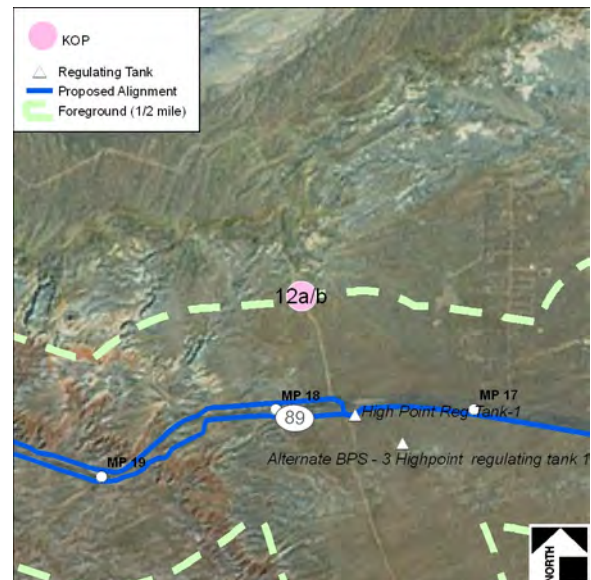 KOP
Regulating Tank
Proposed Alignment
Foreground (1/2 mile)
12a/b
MP 18
MP 17
89
High Point Reg Tank-1
Alternate BPS - 3 Highpoint regulating tank 1
MP 19
NORTH